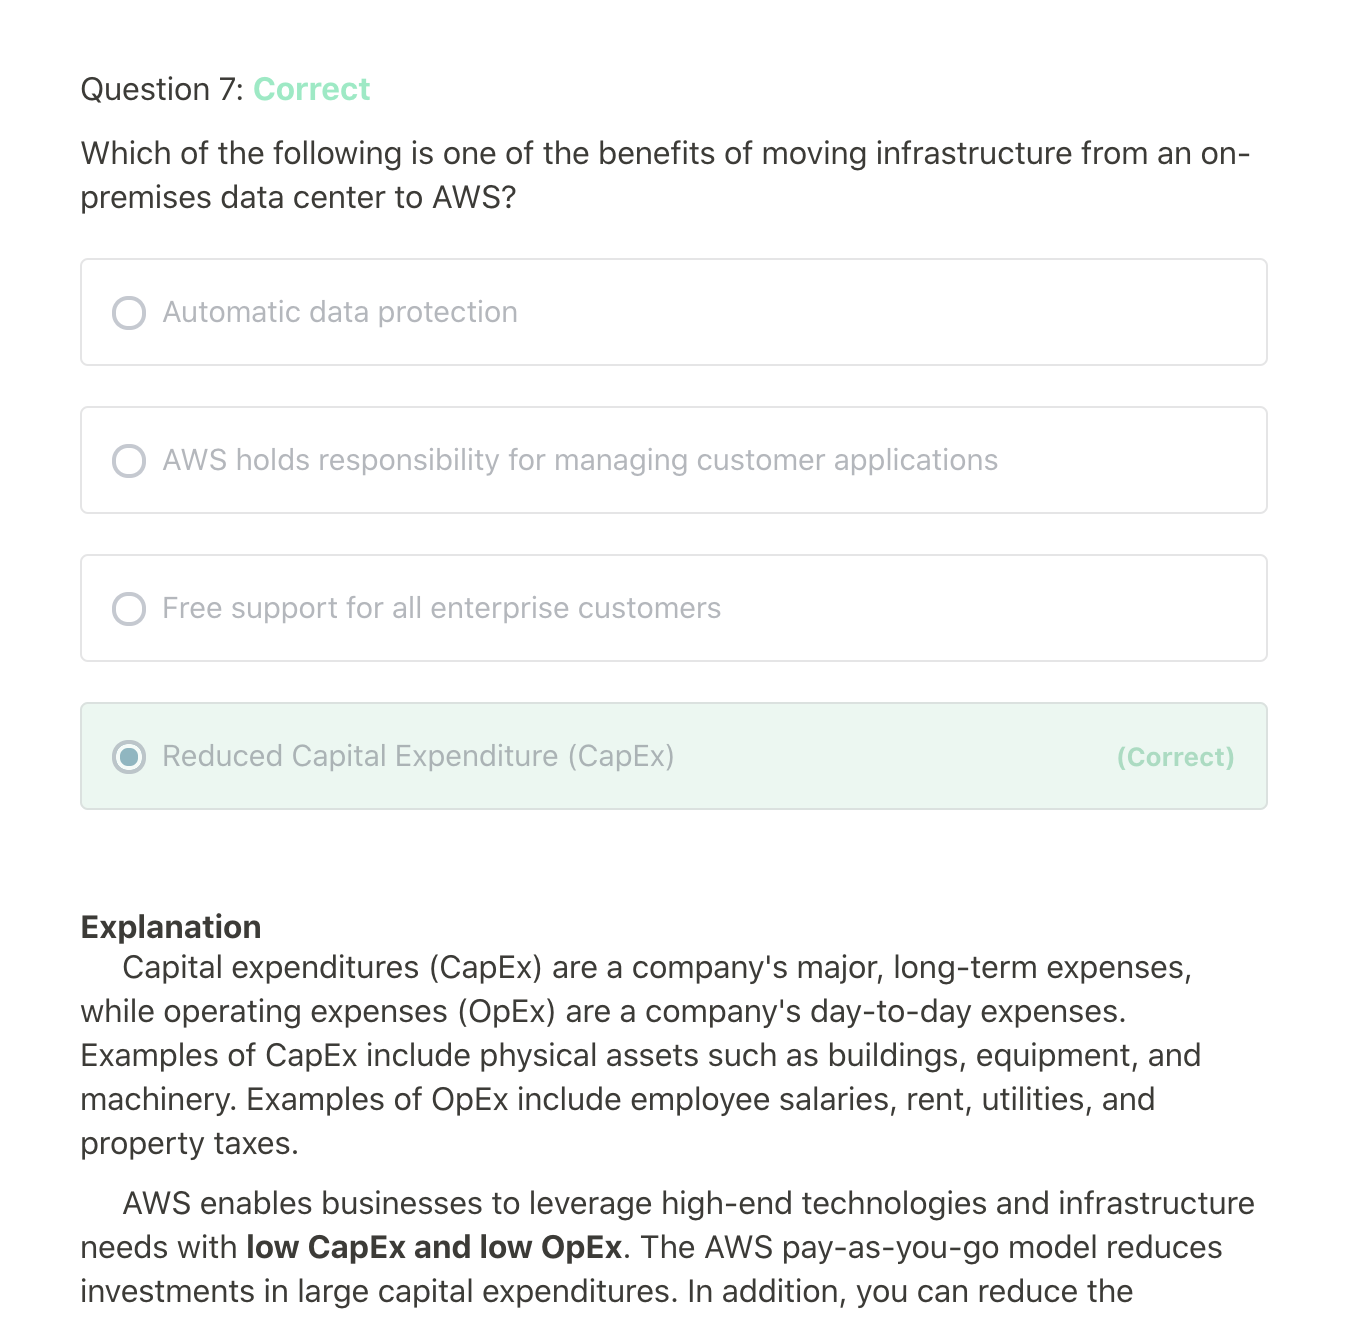 Question 7: Correct
Which of the following is one of the benefits of moving infrastructure from an on-
premises data center to AWS?
Automatic data protection
AWS holds responsibility for managing customer applications
Free support for all enterprise customers
Reduced Capital Expenditure (CapEx) (Correct)
Explanation
Capital expenditures (CapEx) are a company's major, long-term expenses,
while operating expenses (OpEx) are a company's day-to-day expenses.
Examples of CapEx include physical assets such as buildings, equipment, and
machinery. Examples of OpEx include employee salaries, rent, utilities, and
property taxes.
AWS enables businesses to leverage high-end technologies and infrastructure
needs with low CapEx and low OpEx. The AWS pay-as-you-go model reduces
investments in large capital expenditures. In addition, you can reduce the